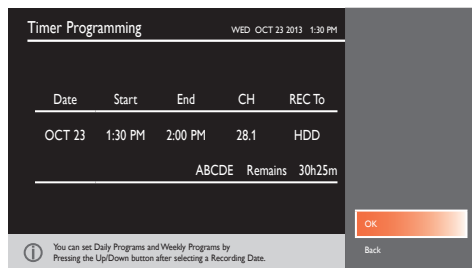 Timer Programming WED OCT 23 2013 1:30 PM
Date Start End CH REC To
OCT 23 1:30 PM 2:00 PM 28.1 HDD
ABCDE Remains 30h25m
OK
Back
You can set Daily Programs and Weekly Programs by
Pressing the Up/Down button after selecting a Recording Date.